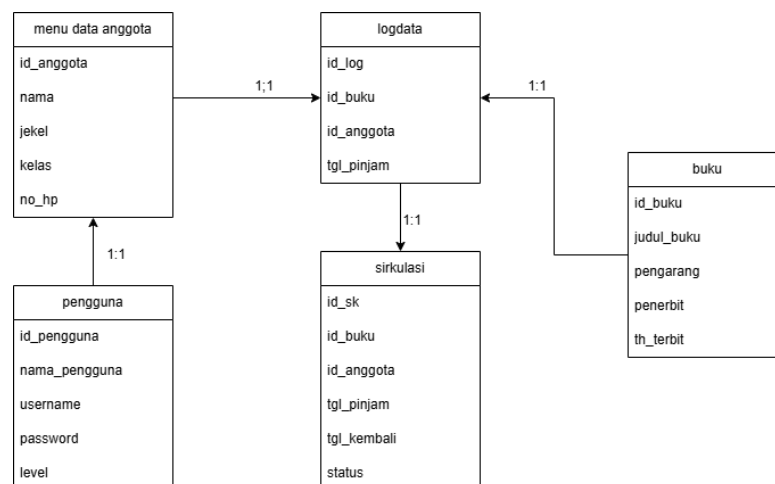 menu data anggota
id_anggota
nama
jekel
kelas
no_hp
1;1
logdata
id_log
id_buku
id_anggota
tgl_pinjam
1:1
buku
id_buku
judul_buku
pengarang
penerbit
th_terbit
1:1
pengguna
id_pengguna
nama_pengguna
username
password
level
1:1
sirkulasi
id_sk
id_buku
id_anggota
tgl_pinjam
tgl_kembali
status